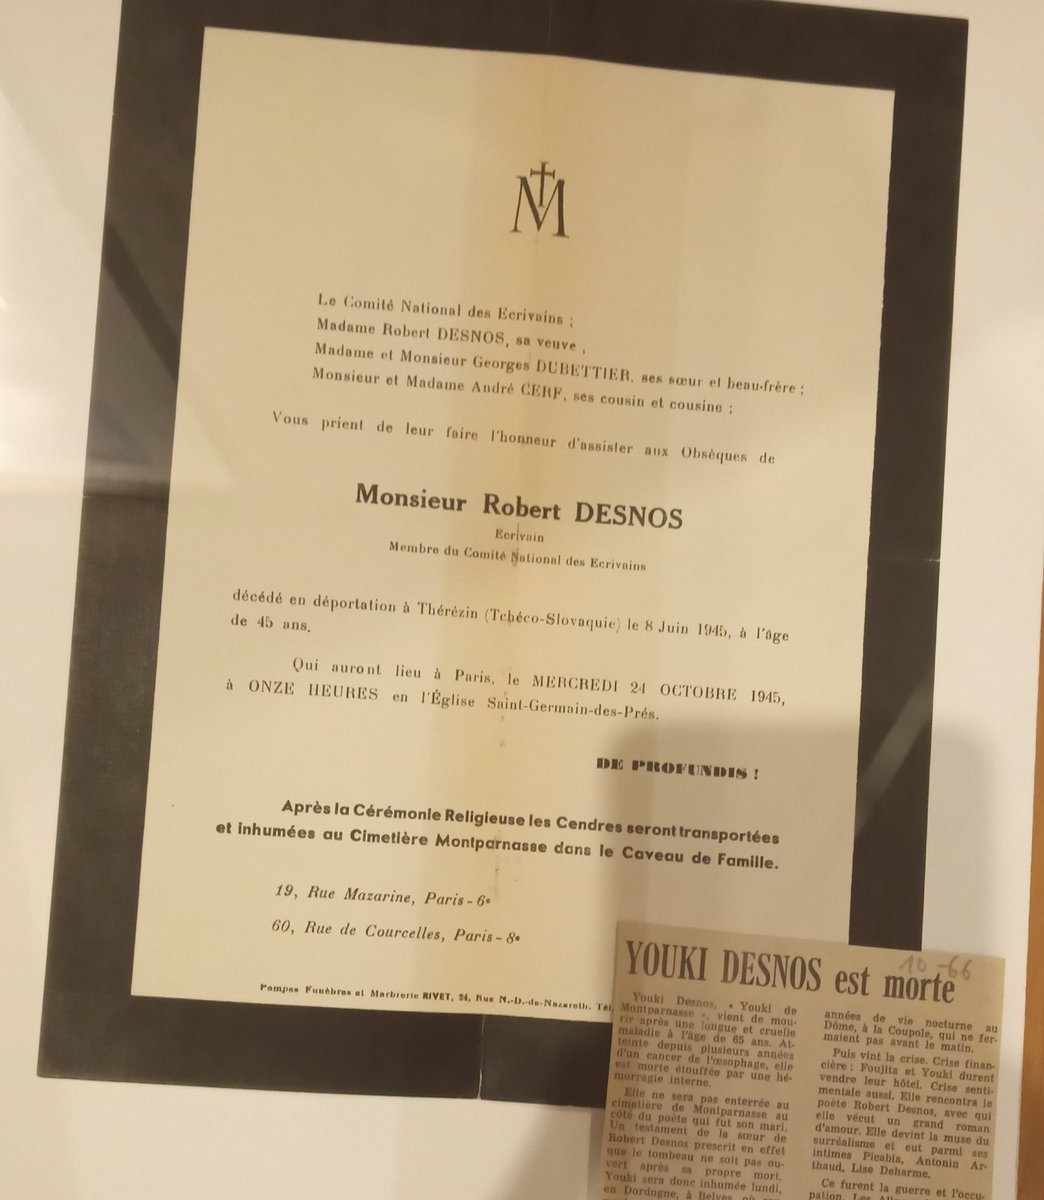 M
Le Comité National des Ecrivains ;
Madame Robert DESNOS, sa veuve ;
Madame et Monsieur Georges DUBETTIER, ses sœur et beau-frère ;
Monsieur et Madame André CERF, ses cousin et cousine ;
Vous prient de leur faire l'honneur d'assister aux Obsèques de
Monsieur Robert DESNOS
Ecrivain
Membre du Comité National des Ecrivains
décédé en déportation à Thérézin (Tchéco-Slovaquie) le 8 Juin 1945, à l'âge
de 45 ans.
Qui auront lieu à Paris, le MERCREDI 24 OCTOBRE 1945,
à ONZE HEURES en l'Église Saint-Germain-des-Prés.
DE PROFUNDIS !
Après la Cérémonie Religieuse les Cendres seront transportées
et inhumées au Cimetière Montparnasse dans le Caveau de Famille.
19, Rue Mazarine, Paris - 6e
60, Rue de Courcelles, Paris - 8e
Pompes Funèbres et Marbrerie RIVET, 24, Rue N.-D.-de-Nazareth. Tél
10-66
YOUKI DESNOS est morte
Youki Desnos, « Youki de
Montparnasse », vient de mou-
rir après une longue et cruelle
maladie à l'âge de 65 ans. At-
teinte depuis plusieurs années
d'un cancer de l'œsophage, elle
est morte étouffée par une hé-
morragie interne.
Elle ne sera pas enterrée au
cimetière de Montparnasse au
côté du poète qui fut son mari.
Un testament de la sœur de
Robert Desnos prescrit en effet
que le tombeau ne soit pas ou-
vert après sa propre mort.
Youki sera donc inhumée lundi,
en Dordogne, à Belves, où
années de vie nocturne au
Dôme, à la Coupole, qui ne fer-
maient pas avant le matin.
Puis vint la crise. Crise finan-
cière : Foujita et Youki durent
vendre leur hôtel. Crise senti-
mentale aussi. Elle rencontra le
poète Robert Desnos, avec qui
elle vécut un grand roman
d'amour. Elle devint la muse du
surréalisme et eut parmi ses
intimes Picabia, Antonin Ar-
thaud, Lise Deharme.
Ce furent la guerre et l'occu-
pation. Les